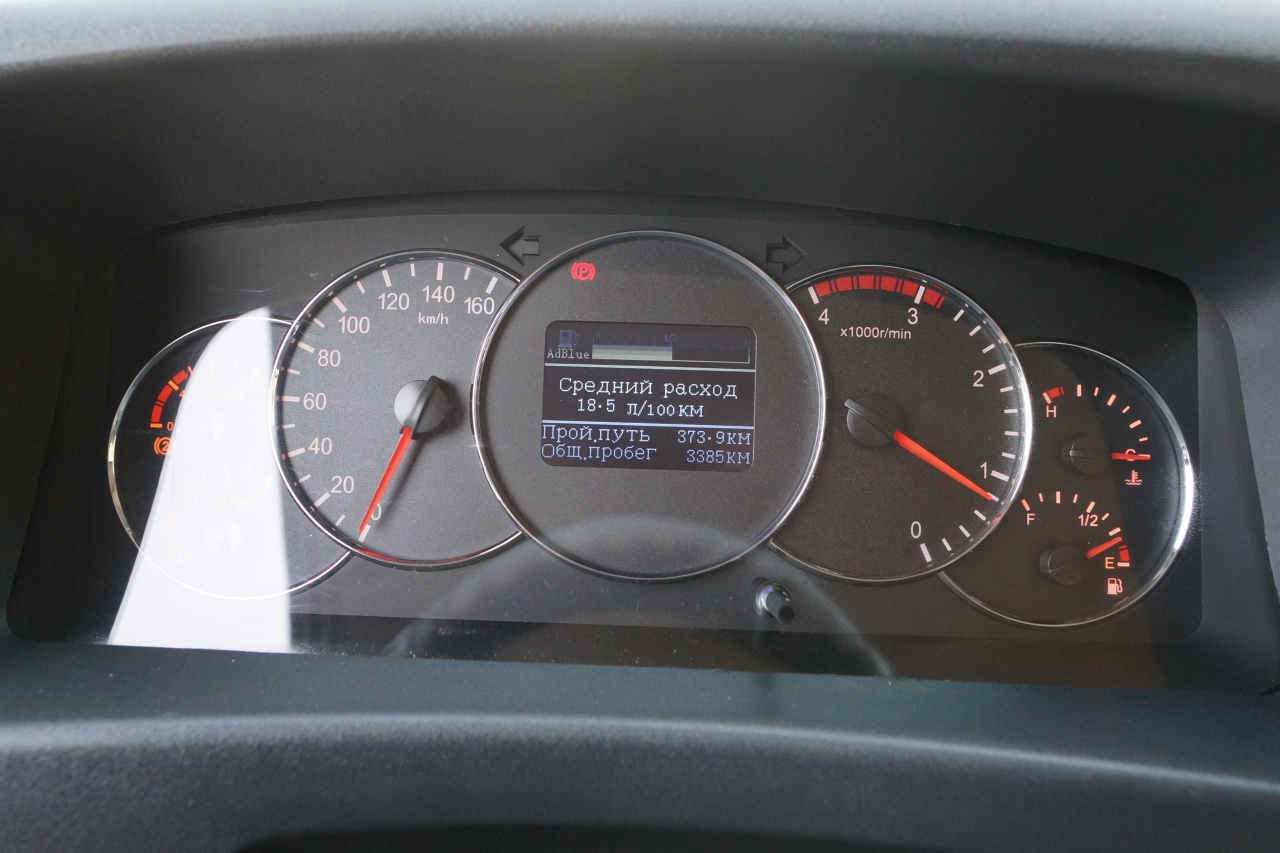 120 140 160
100
km/h
80
60
40
20
0
P
AdBlue
Средний расход
18.5 л/100км
Прой.путь 373.9км
Общ.пробег 3385км
4 3
x1000r/min
2
1
0
H
C
F 1/2
E
0